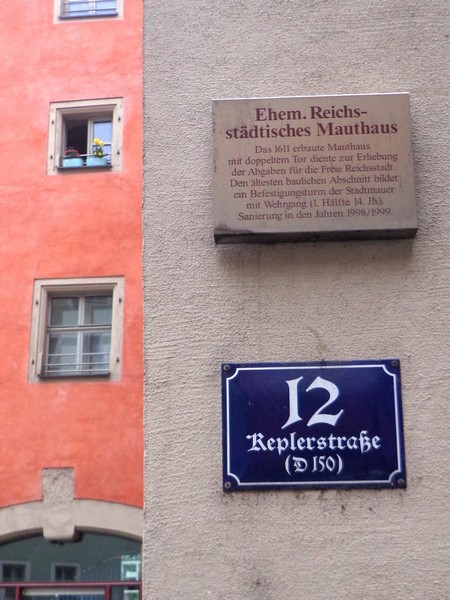 Ehem. Reichs-
städtisches Mauthaus
Das 1611 erbaute Mauthaus
mit doppeltem Tor diente zur Erhebung
der Abgaben für die Freie Reichsstadt.
Den ältesten baulichen Abschnitt bildet
ein Befestigungsturm der Stadtmauer
mit Wehrgang (1. Hälfte 14. Jh.).
Sanierung in den Jahren 1998/1999.
12
Keplerstraße
(D 150)